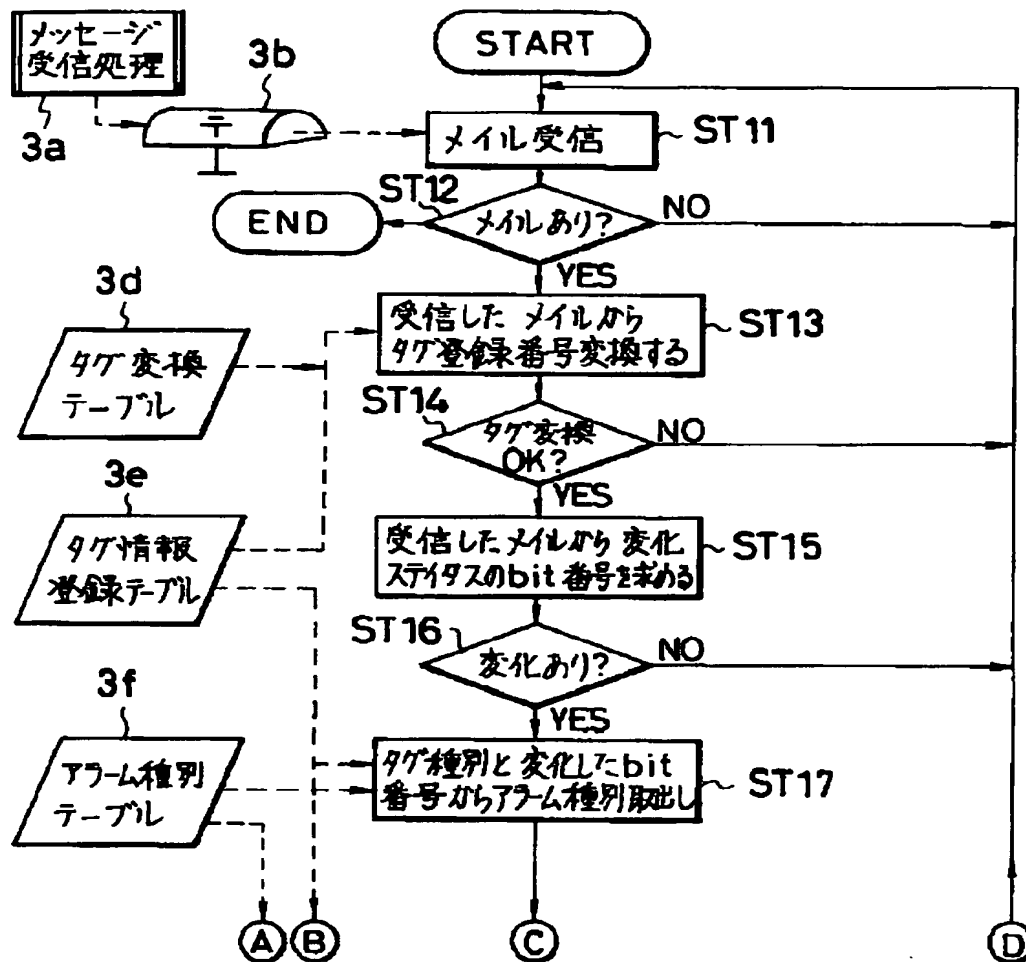 メッセージ
受信処理
3a
3b
〒
START
メイル受信
ST11
ST12
メイルあり?
NO
END
YES
3d
タグ変換
テーブル
受信した メイルから
タグ登録番号変換する
ST13
ST14
タグ変換
OK?
NO
YES
3e
タグ情報
登録テーブル
受信したメイルから 変化
ステイタスのbit 番号を求める
ST15
ST16
変化あり?
NO
YES
3f
アラーム種別
テーブル
タグ種別と変化したbit
番号からアラーム種別取出し
ST17
A
B
C
D